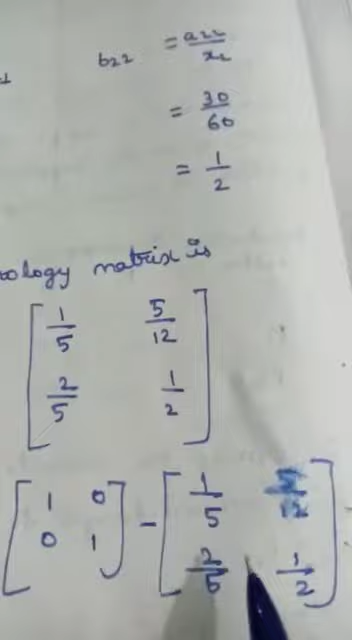 b22 = a22/x2
= 30/60
= 1/2
ology matrix is
[ 1/5 5/12
2/5 1/2 ]
[ 1 0
0 1 ] - [ 1/5 5/12
2/5 1/2 ]